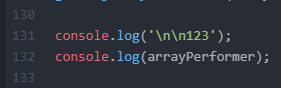 130
131 console.log('\n\n123');
132 console.log(arrayPerformer);
133